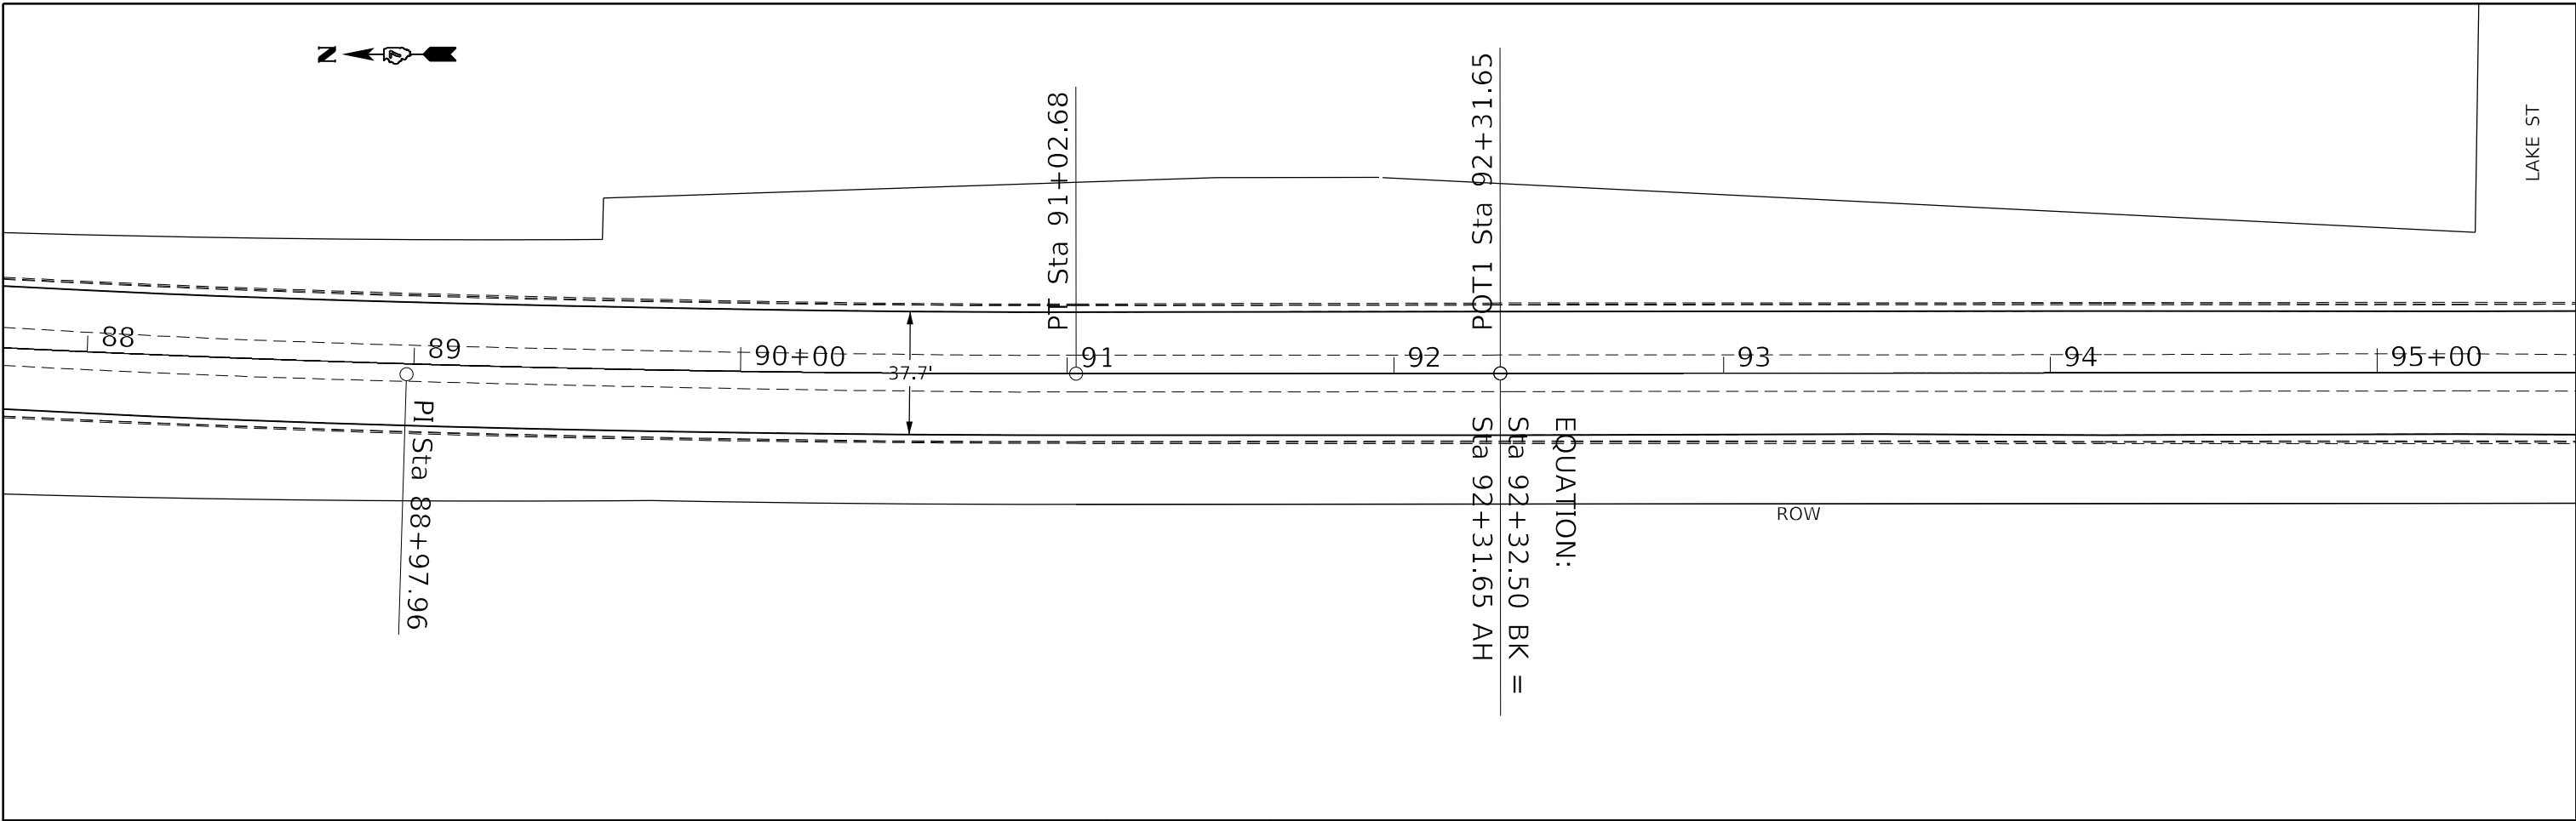 N
PT Sta 91+02.68
POT1 Sta 92+31.65
LAKE ST
88
89
90+00
91
92
93
94
95+00
37.7'
PI Sta 88+97.96
EQUATION:
Sta 92+32.50 BK =
Sta 92+31.65 AH
ROW